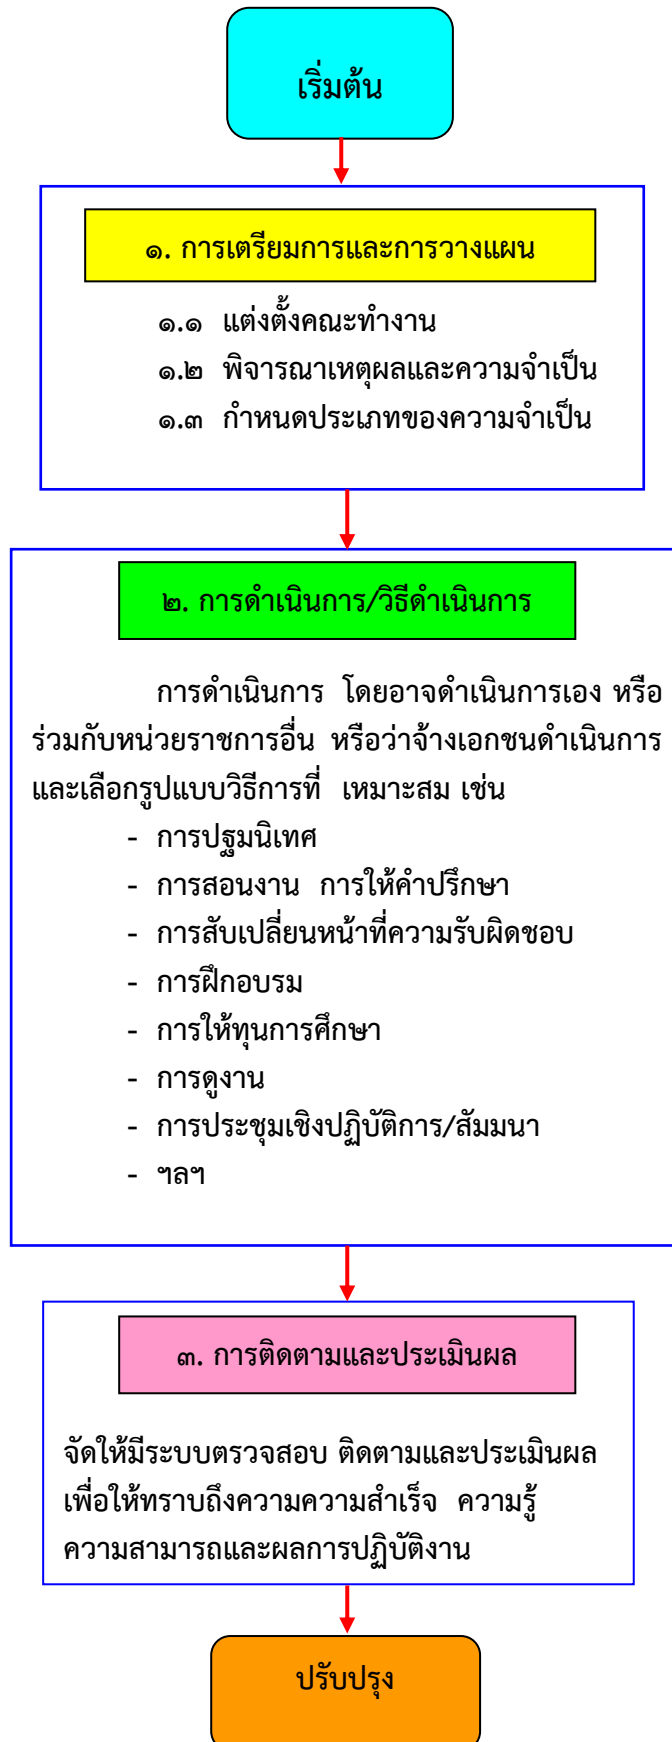 เริ่มต้น
๑. การเตรียมการและการวางแผน
๑.๑ แต่งตั้งคณะทำงาน
๑.๒ พิจารณาเหตุผลและความจำเป็น
๑.๓ กำหนดประเภทของความจำเป็น
๒. การดำเนินการ/วิธีดำเนินการ
การดำเนินการ โดยอาจดำเนินการเอง หรือ
ร่วมกับหน่วยราชการอื่น หรือว่าจ้างเอกชนดำเนินการ
และเลือกรูปแบบวิธีการที่ เหมาะสม เช่น
- การปฐมนิเทศ
- การสอนงาน การให้คำปรึกษา
- การสับเปลี่ยนหน้าที่ความรับผิดชอบ
- การฝึกอบรม
- การให้ทุนการศึกษา
- การดูงาน
- การประชุมเชิงปฏิบัติการ/สัมมนา
- ฯลฯ
๓. การติดตามและประเมินผล
จัดให้มีระบบตรวจสอบ ติดตามและประเมินผล
เพื่อให้ทราบถึงความความสำเร็จ ความรู้
ความสามารถและผลการปฏิบัติงาน
ปรับปรุง